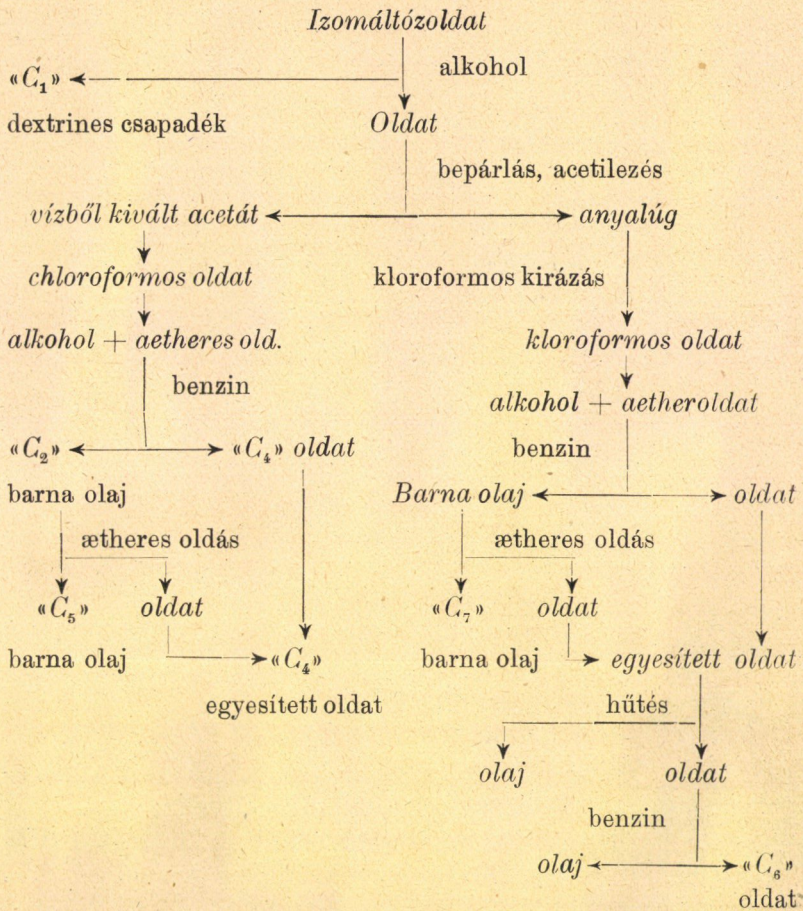 Izomáltózoldat
alkohol
«C₁»
dextrines csapadék
Oldat
bepárlás, acetilezés
vízből kivált acetát
anyalúg
chloroformos oldat
kloroformos kirázás
alkohol + aetheres old.
kloroformos oldat
benzin
alkohol + aetheroldat
«C₂»
«C₄» oldat
benzin
barna olaj
Barna olaj
oldat
ætheres oldás
ætheres oldás
«C₅»
oldat
«C₇»
oldat
barna olaj
«C₄»
barna olaj
egyesített oldat
egyesített oldat
hűtés
olaj
oldat
benzin
olaj
«C₆»
oldat